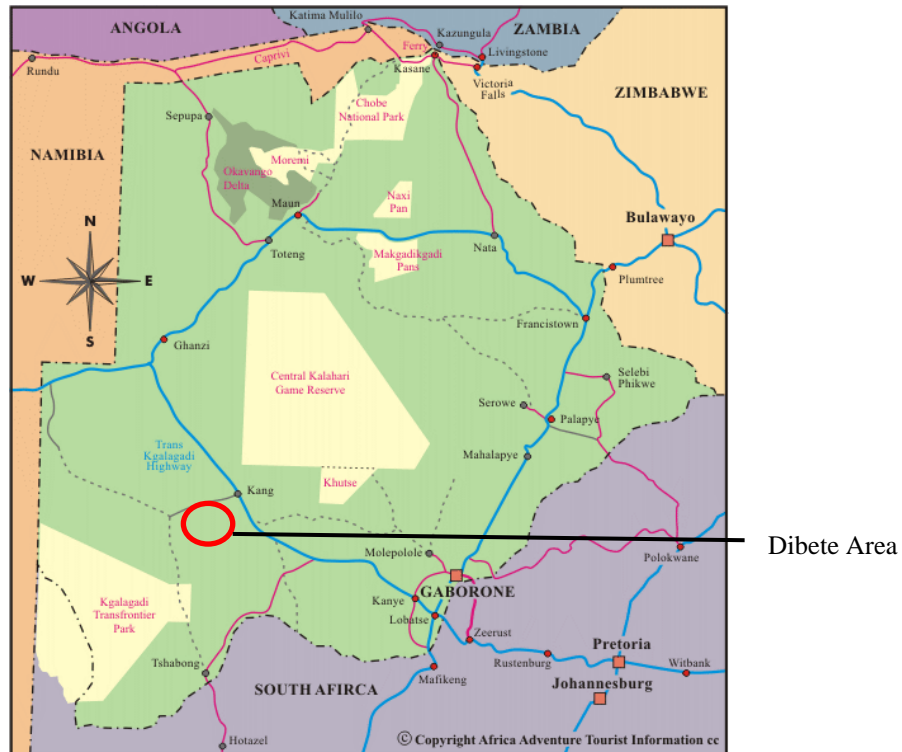 ANGOLA
Katima Mulilo
Kazungula
ZAMBIA
Ferry
Livingstone
Caprivi
Rundu
Kasane
Victoria
Falls
ZIMBABWE
Sepupa
Chobe
National Park
NAMIBIA
Moremi
Okavango
Delta
Naxi
Pan
Maun
Bulawayo
N
W
E
S
Toteng
Makgadikgadi
Pans
Nata
Plumtree
Francistown
Ghanzi
Central Kalahari
Game Reserve
Selebi
Phikwe
Serowe
Palapye
Trans
Kgalagadi
Highway
Mahalapye
Khutse
Kang
Dibete Area
Molepolole
Polokwane
GABORONE
Kgalagadi
Transfrontier
Park
Kanye
Lobatse
Zeerust
Pretoria
Tshabong
Rustenburg
Witbank
Mafikeng
SOUTH AFIRCA
Johannesburg
Hotazel
© Copyright Africa Adventure Tourist Information cc